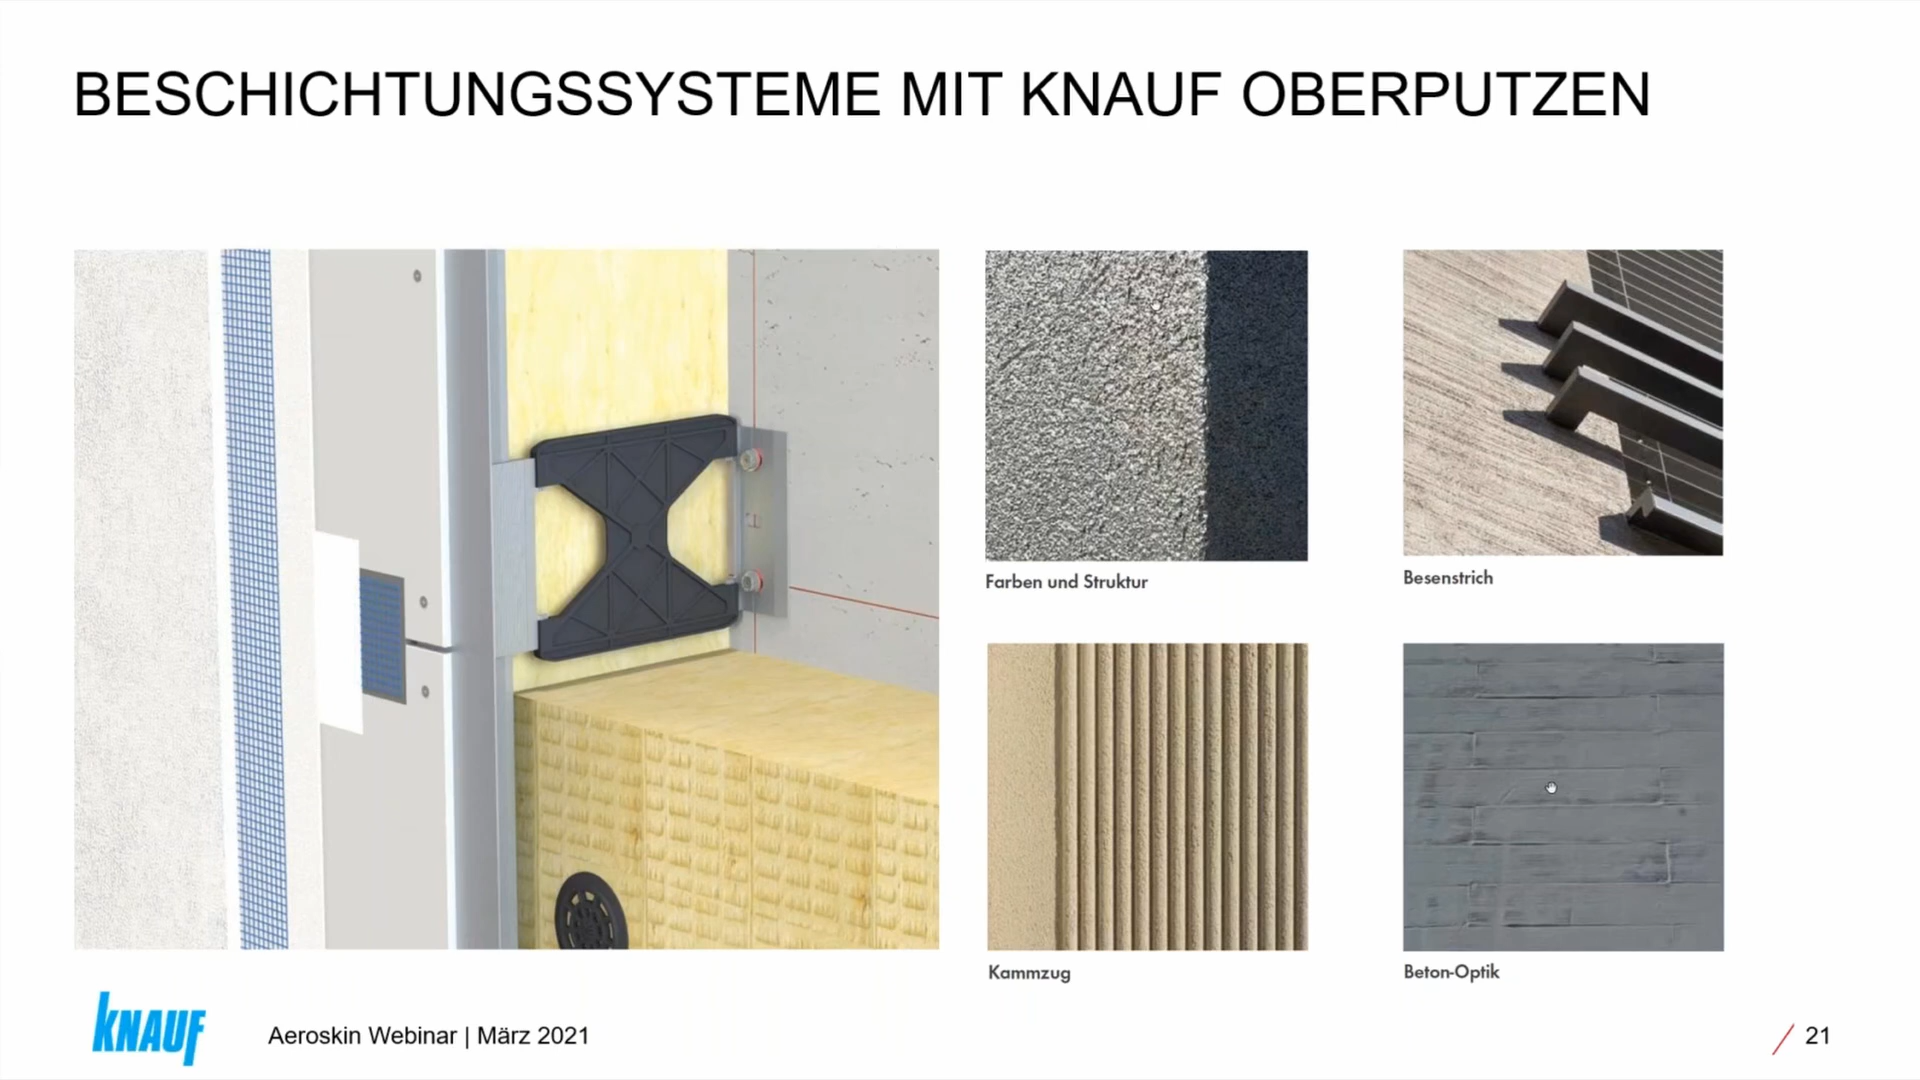 BESCHICHTUNGSSYSTEME MIT KNAUF OBERPUTZEN
Farben und Struktur
Besenstrich
Kammzug
Beton-Optik
KNAUF
Aeroskin Webinar | März 2021
21